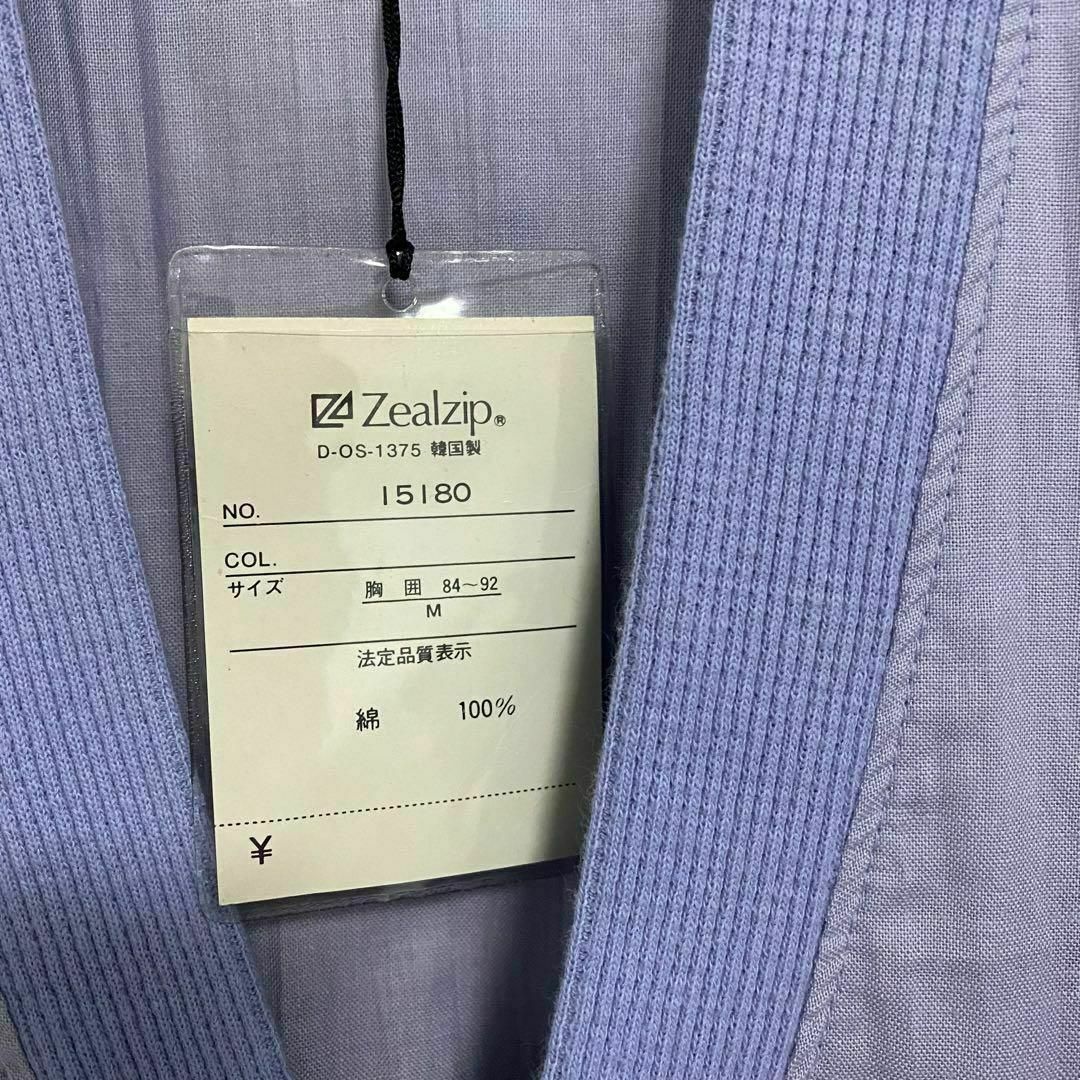 Zealzip®
D-OS-1375 韓国製
NO. 15180
COL.
サイズ 胸囲 84〜92
M
法定品質表示
綿 100%
¥